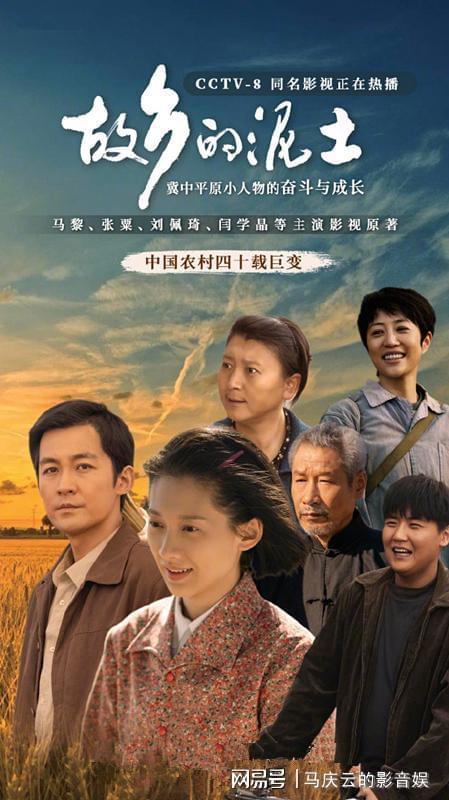 CCTV-8 同名影视正在热播
故乡的泥土
冀中平原小人物的奋斗与成长
马黎、张粟、刘佩琦、闫学晶等主演影视原著
中国农村四十载巨变
网易号 | 马庆云的影音娱